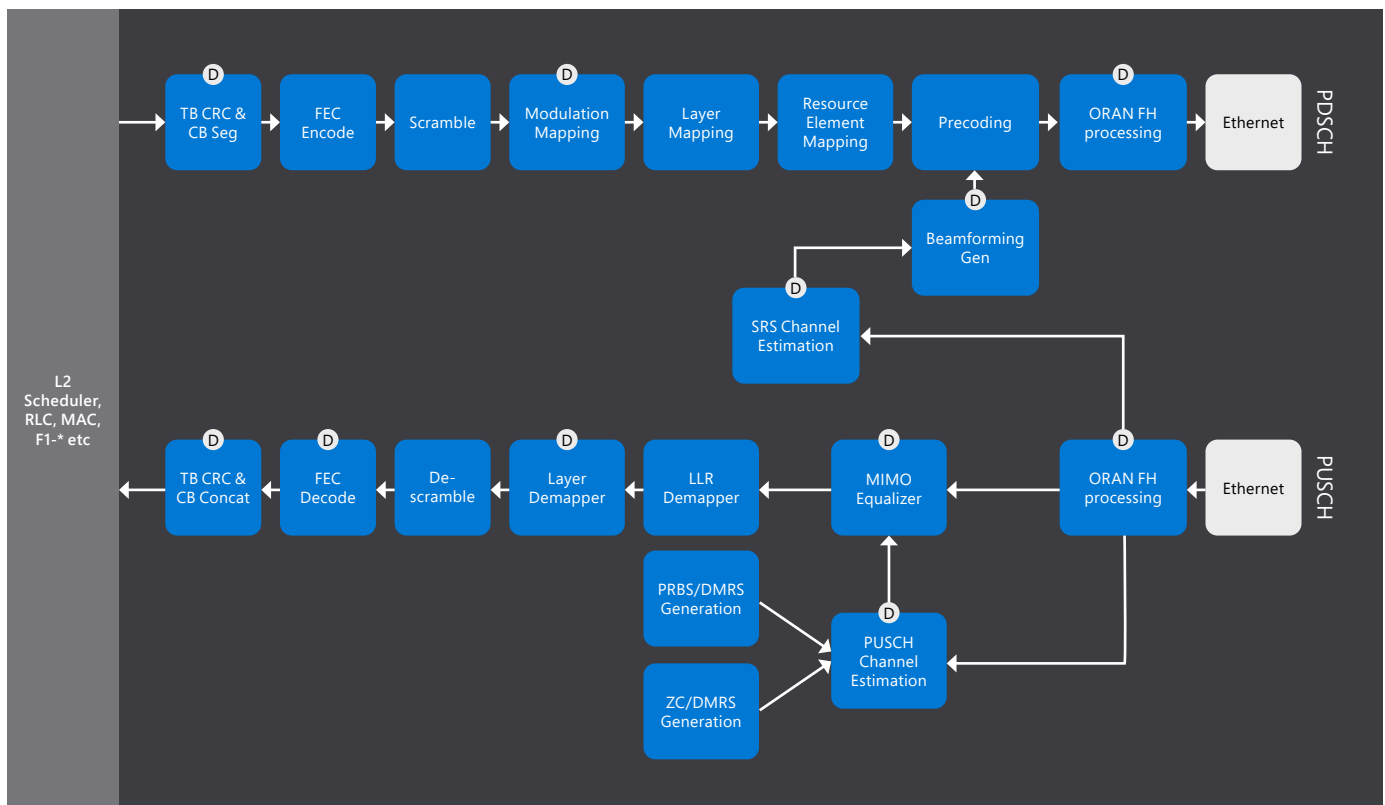 D
D
D
TB CRC &
CB Seg
FEC
Encode
Scramble
Modulation
Mapping
Layer
Mapping
Resource
Element
Mapping
Precoding
ORAN FH
processing
Ethernet
PDSCH
D
Beamforming
Gen
D
SRS Channel
Estimation
L2
Scheduler,
RLC, MAC,
F1-* etc
D
D
D
D
D
TB CRC &
CB Concat
FEC
Decode
De-
scramble
Layer
Demapper
LLR
Demapper
MIMO
Equalizer
ORAN FH
processing
Ethernet
PUSCH
PRBS/DMRS
Generation
D
PUSCH
Channel
Estimation
ZC/DMRS
Generation